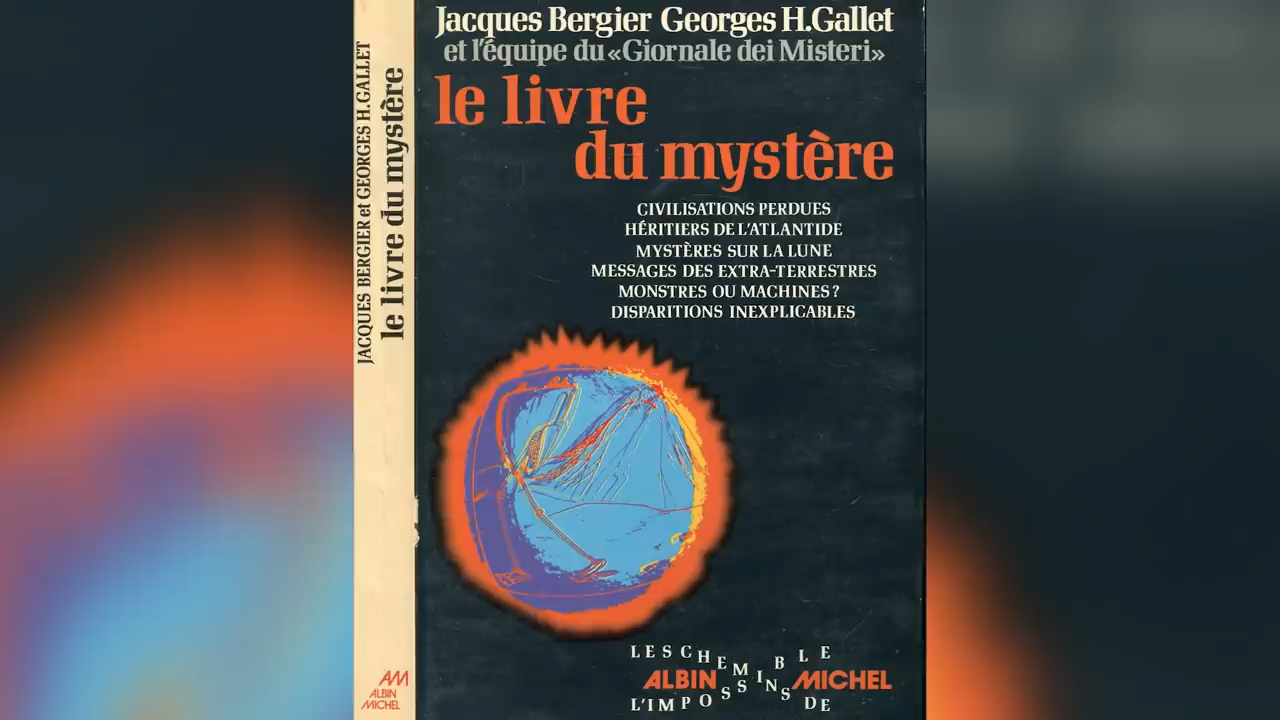 JACQUES BERGIER et GEORGES H.GALLET
le livre du mystère
AM
ALBIN
MICHEL
Jacques Bergier Georges H.Gallet
et l'équipe du «Giornale dei Misteri»
le livre
du mystère
CIVILISATIONS PERDUES
HÉRITIERS DE L'ATLANTIDE
MYSTÈRES SUR LA LUNE
MESSAGES DES EXTRA-TERRESTRES
MONSTRES OU MACHINES?
DISPARITIONS INEXPLICABLES
LES CHEMINS DE
L'IMPOSSIBLE
ALBIN MICHEL